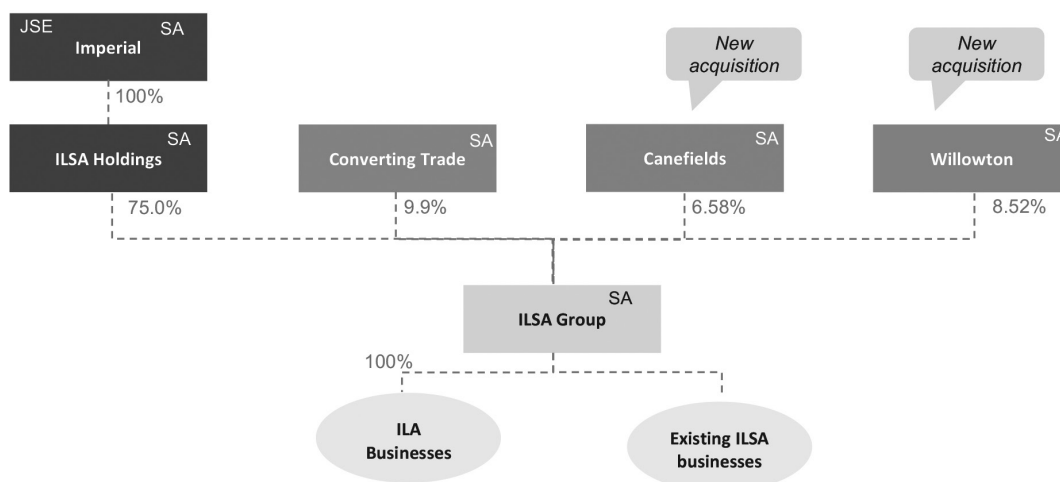 JSE
SA
Imperial
New
acquisition
New
acquisition
100%
SA
ILSA Holdings
SA
Converting Trade
SA
Canefields
SA
Willowton
75.0%
9.9%
6.58%
8.52%
SA
ILSA Group
100%
ILA
Businesses
Existing ILSA
businesses